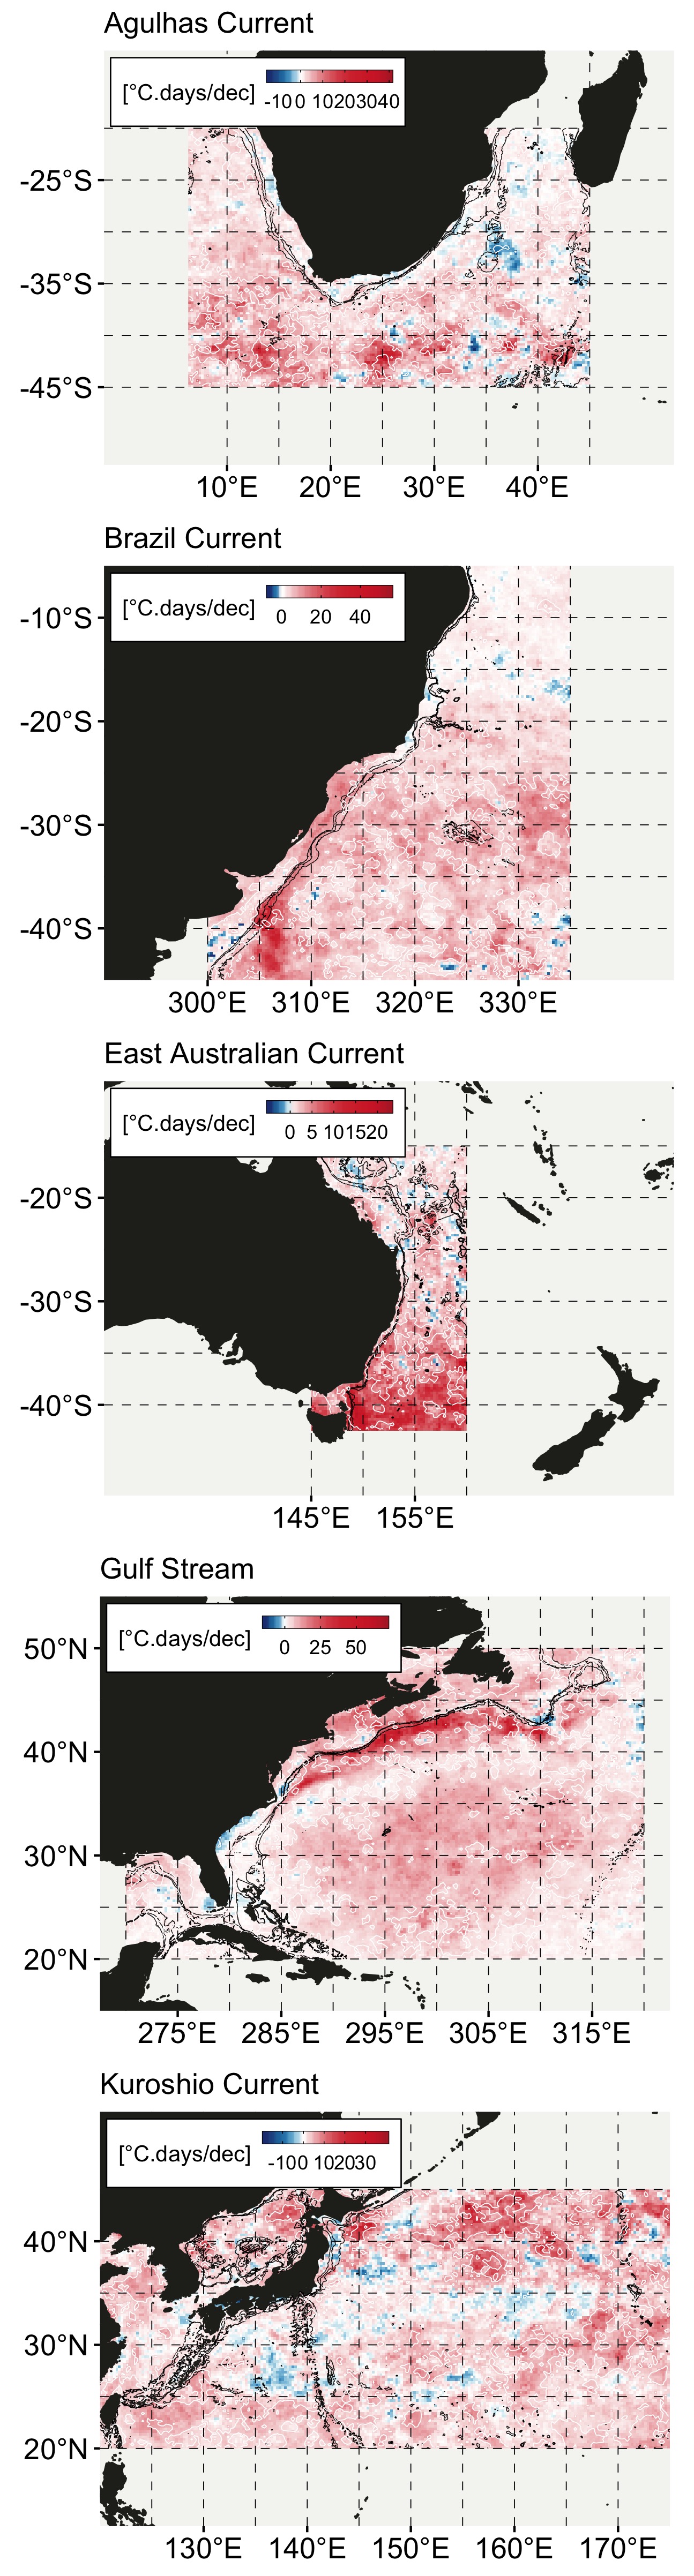 Agulhas Current
[°C.days/dec]
-10 0 10 20 30 40
-25°S
-35°S
-45°S
10°E 20°E 30°E 40°E
Brazil Current
[°C.days/dec]
0 20 40
-10°S
-20°S
-30°S
-40°S
300°E 310°E 320°E 330°E
East Australian Current
[°C.days/dec]
0 5 10 15 20
-20°S
-30°S
-40°S
145°E 155°E
Gulf Stream
[°C.days/dec]
0 25 50
50°N
40°N
30°N
20°N
275°E 285°E 295°E 305°E 315°E
Kuroshio Current
[°C.days/dec]
-10 0 10 20 30
40°N
30°N
20°N
130°E 140°E 150°E 160°E 170°E